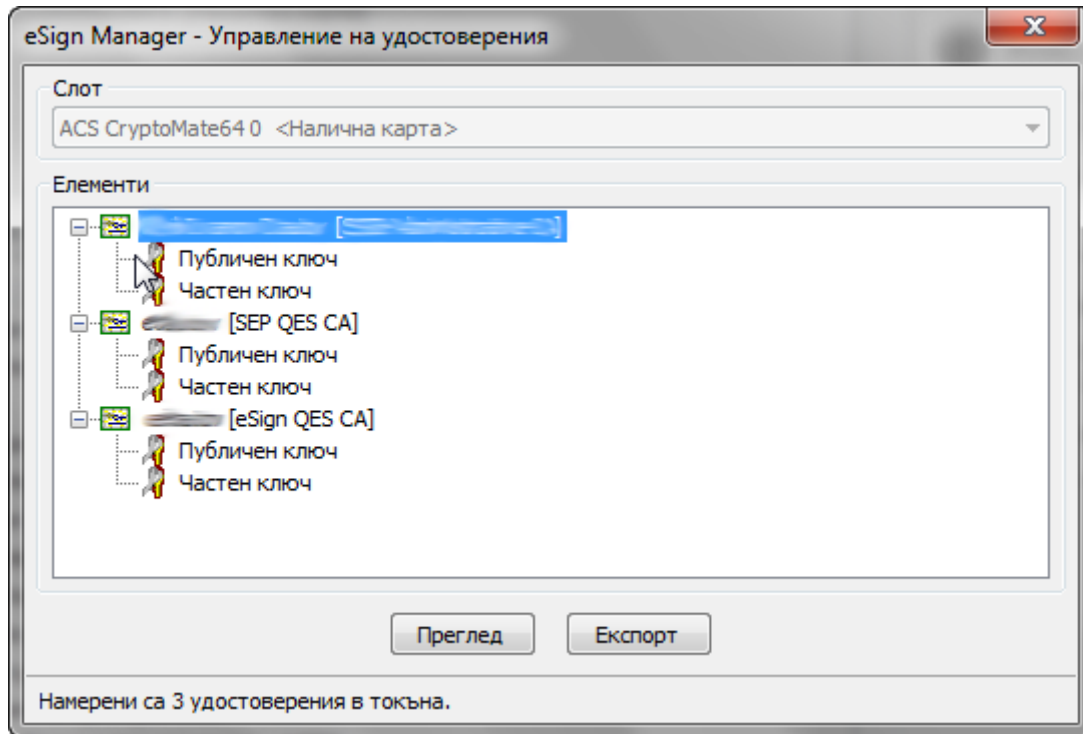 eSign Manager - Управление на удостоверения
Слот
ACS CryptoMate64 0 <Налична карта>
Елементи
Публичен ключ
Частен ключ
[SEP QES CA]
Публичен ключ
Частен ключ
[eSign QES CA]
Публичен ключ
Частен ключ
Преглед
Експорт
Намерени са 3 удостоверения в токъна.